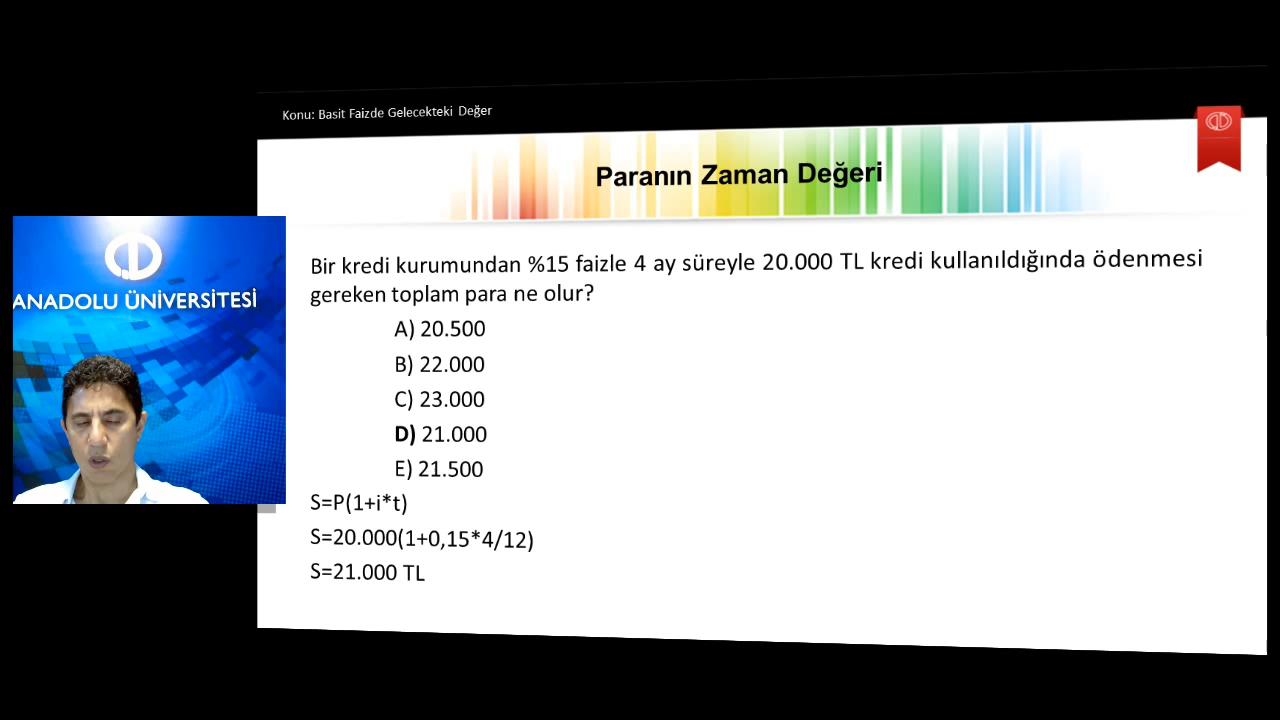 Konu: Basit Faizde Gelecekteki Değer
Paranın Zaman Değeri
ANADOLU ÜNİVERSİTESİ
Bir kredi kurumundan %15 faizle 4 ay süreyle 20.000 TL kredi kullanıldığında ödenmesi
gereken toplam para ne olur?
A) 20.500
B) 22.000
C) 23.000
D) 21.000
E) 21.500
S=P(1+i*t)
S=20.000(1+0,15*4/12)
S=21.000 TL